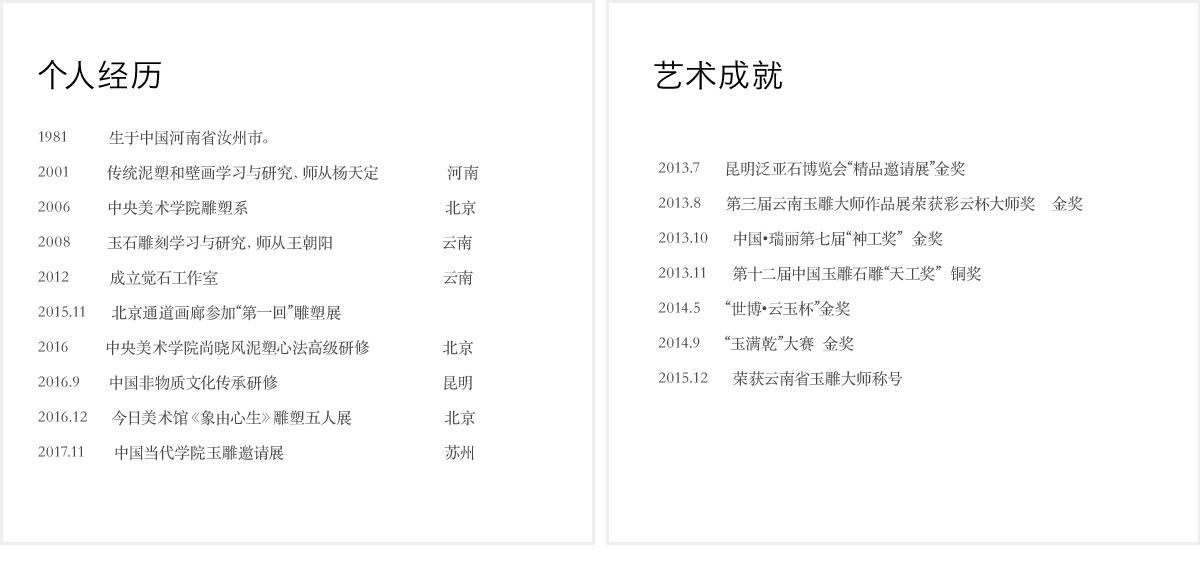 个人经历
1981 生于中国河南省汝州市。
2001 传统泥塑和壁画学习与研究，师从杨天定 河南
2006 中央美术学院雕塑系 北京
2008 玉石雕刻学习与研究，师从王朝阳 云南
2012 成立觉石工作室 云南
2015.11 北京通道画廊参加“第一回”雕塑展
2016 中央美术学院尚晓风泥塑心法高级研修 北京
2016.9 中国非物质文化传承研修 昆明
2016.12 今日美术馆《象由心生》雕塑五人展 北京
2017.11 中国当代学院玉雕邀请展 苏州
艺术成就
2013.7 昆明泛亚石博览会“精品邀请展”金奖
2013.8 第三届云南玉雕大师作品展荣获彩云杯大师奖 金奖
2013.10 中国•瑞丽第七届“神工奖” 金奖
2013.11 第十二届中国玉雕石雕“天工奖” 铜奖
2014.5 “世博•云玉杯”金奖
2014.9 “玉满乾”大赛 金奖
2015.12 荣获云南省玉雕大师称号